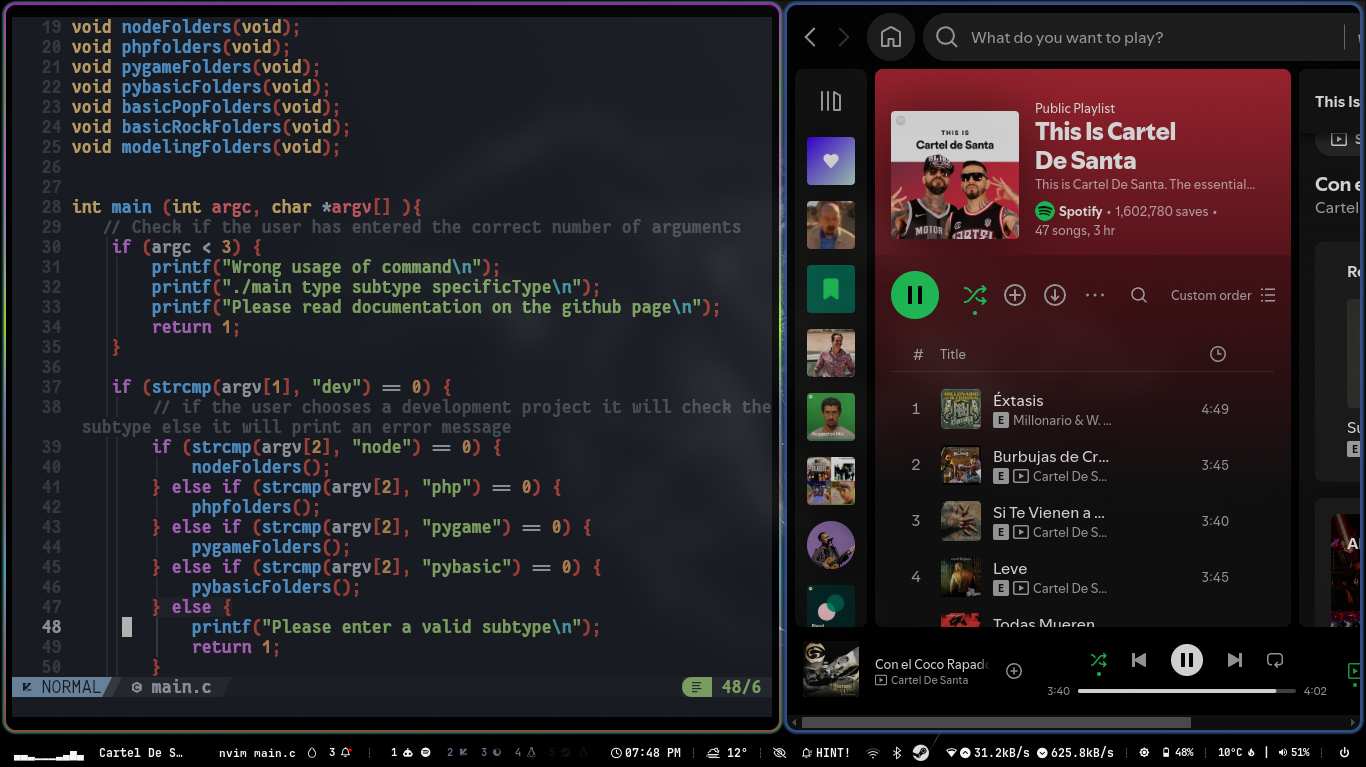 19 void nodeFolders(void);
20 void phpfolders(void);
21 void pygameFolders(void);
22 void pybasicFolders(void);
23 void basicPopFolders(void);
24 void basicRockFolders(void);
25 void modelingFolders(void);
26
27
28 int main (int argc, char *argv[] ){
29 // Check if the user has entered the correct number of arguments
30 if (argc < 3) {
31 printf("Wrong usage of command\n");
32 printf("./main type subtype specificType\n");
33 printf("Please read documentation on the github page\n");
34 return 1;
35 }
36
37 if (strcmp(argv[1], "dev") == 0) {
38 // if the user chooses a development project it will check the
subtype else it will print an error message
39 if (strcmp(argv[2], "node") == 0) {
40 nodeFolders();
41 } else if (strcmp(argv[2], "php") == 0) {
42 phpfolders();
43 } else if (strcmp(argv[2], "pygame") == 0) {
44 pygameFolders();
45 } else if (strcmp(argv[2], "pybasic") == 0) {
46 pybasicFolders();
47 } else {
48 printf("Please enter a valid subtype\n");
49 return 1;
50 }
NORMAL main.c 48/6
What do you want to play?
Public Playlist
This Is Cartel
De Santa
This is Cartel De Santa. The essential…
Spotify • 1,602,780 saves •
47 songs, 3 hr
THIS IS
Cartel de Santa
Custom order
# Title
1 Éxtasis 4:49
E Millonario & W. ...
2 Burbujas de Cr... 3:45
E Cartel De S...
3 Si Te Vienen a ... 3:40
E Cartel De S...
4 Leve 3:45
E Cartel De S...
Todas Mueren
This Is
Con e
Cartel
Re
Su
E
Con el Coco Rapado
Cartel De Santa
3:40 4:02
Cartel De S… nvim main.c 3 1 2 3 4 5 07:48 PM 12° HINT! 31.2kB/s 625.8kB/s 48% 10°C | 51%